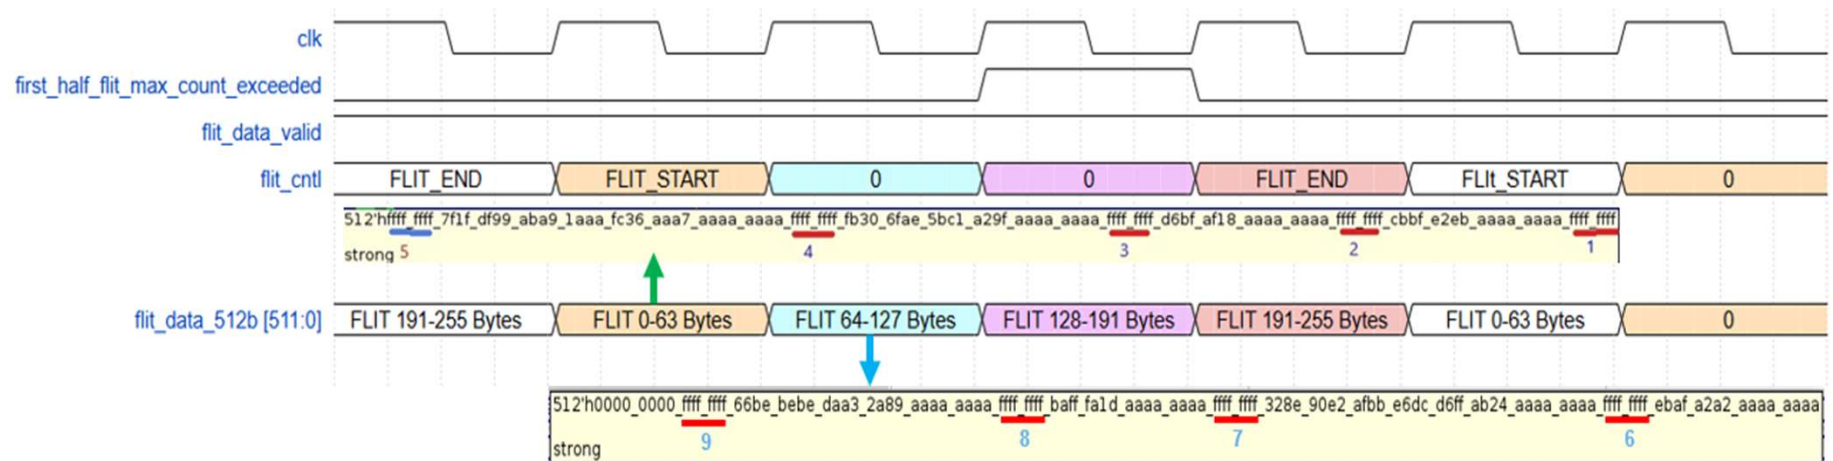 clk
first_half_flit_max_count_exceeded
flit_data_valid
flit_cntl FLIT_END FLIT_START 0 0 FLIT_END FLIt_START 0
512'hffff_ffff_7f1f_df99_aba9_1aaa_fc36_aaa7_aaaa_aaaa_ffff_ffff_fb30_6fae_5bc1_a29f_aaaa_aaaa_ffff_ffff_d6bf_af18_aaaa_aaaa_ffff_ffff_cbbf_e2eb_aaaa_aaaa_ffff_ffff
strong 5 4 3 2 1
flit_data_512b [511:0] FLIT 191-255 Bytes FLIT 0-63 Bytes FLIT 64-127 Bytes FLIT 128-191 Bytes FLIT 191-255 Bytes FLIT 0-63 Bytes 0
512'h0000_0000_ffff_ffff_66be_bebe_daa3_2a89_aaaa_aaaa_ffff_ffff_baff_fa1d_aaaa_aaaa_ffff_ffff_328e_90e2_afbb_e6dc_d6ff_ab24_aaaa_aaaa_ffff_ffff_ebaf_a2a2_aaaa_aaaa
strong 9 8 7 6